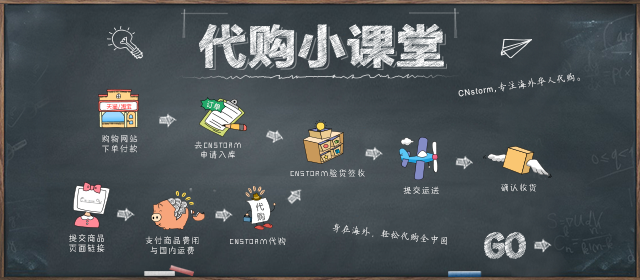 代购小课堂
CNstorm,专注海外华人代购。
天猫/淘宝
订单
购物网站
下单付款
去CNSTORM
申请入库
CNSTORM验货签收
提交运送
确认收货
提交商品
页面链接
支付商品费用
与国内运费
代购
CNSTORM代购
身在海外，轻松代购全中国
GO